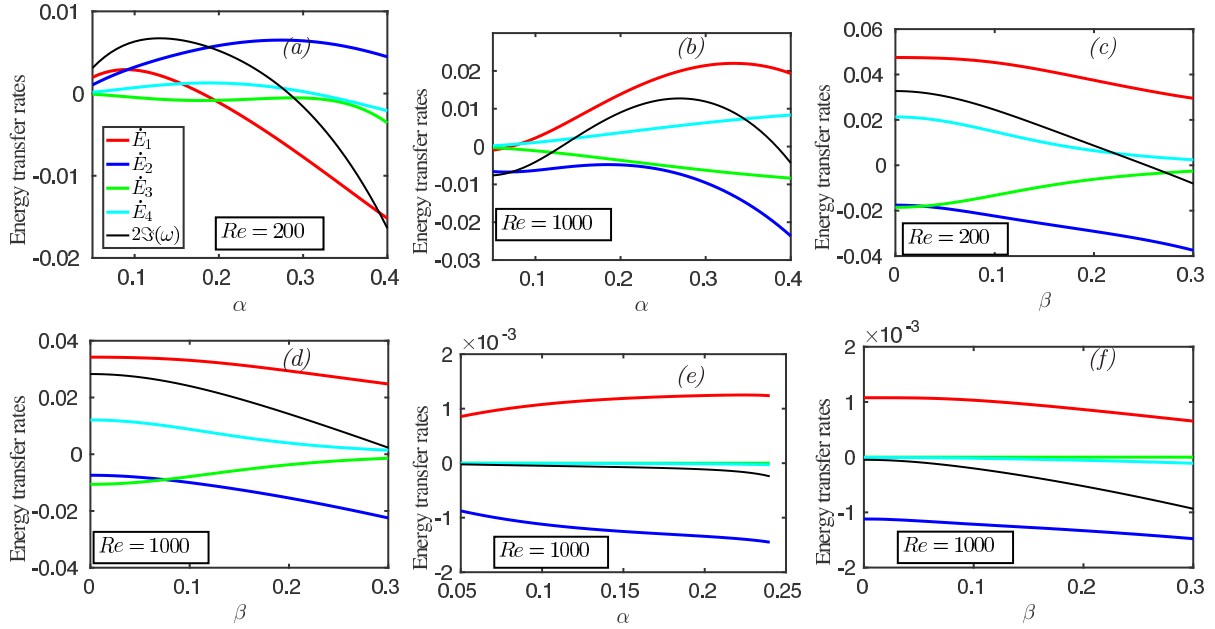 0.01
0
-0.01
-0.02
Energy transfer rates
(a)
Ė₁
Ė₂
Ė₃
Ė₄
2ℑ(ω)
Re = 200
0.1 0.2 0.3 0.4
α
0.02
0.01
0
-0.01
-0.02
-0.03
Energy transfer rates
(b)
Re = 1000
0.1 0.2 0.3 0.4
α
0.06
0.04
0.02
0
-0.02
-0.04
Energy transfer rates
(c)
Re = 200
0 0.1 0.2 0.3
β
0.04
0.02
0
-0.02
-0.04
Energy transfer rates
(d)
Re = 1000
0 0.1 0.2 0.3
β
×10⁻³
2
1
0
-1
-2
Energy transfer rates
(e)
Re = 1000
0.05 0.1 0.15 0.2 0.25
α
×10⁻³
2
1
0
-1
-2
Energy transfer rates
(f)
Re = 1000
0 0.1 0.2 0.3
β